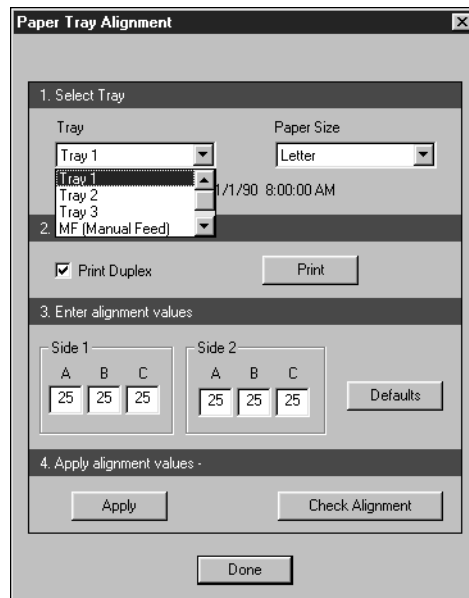 Paper Tray Alignment
1. Select Tray
Tray Paper Size
Tray 1 Letter
Tray 1
1/1/90 8:00:00 AM
Tray 2
Tray 3
2. MF (Manual Feed)
Print Duplex Print
3. Enter alignment values
Side 1 Side 2
A B C A B C
25 25 25 25 25 25
Defaults
4. Apply alignment values -
Apply Check Alignment
Done